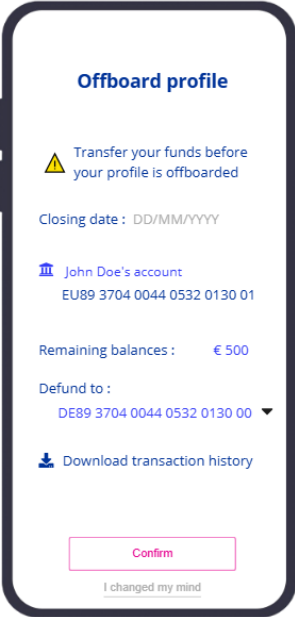 Offboard profile
Transfer your funds before
your profile is offboarded
Closing date : DD/MM/YYYY
John Doe's account
EU89 3704 0044 0532 0130 01
Remaining balances : € 500
Defund to :
DE89 3704 0044 0532 0130 00
Download transaction history
Confirm
I changed my mind